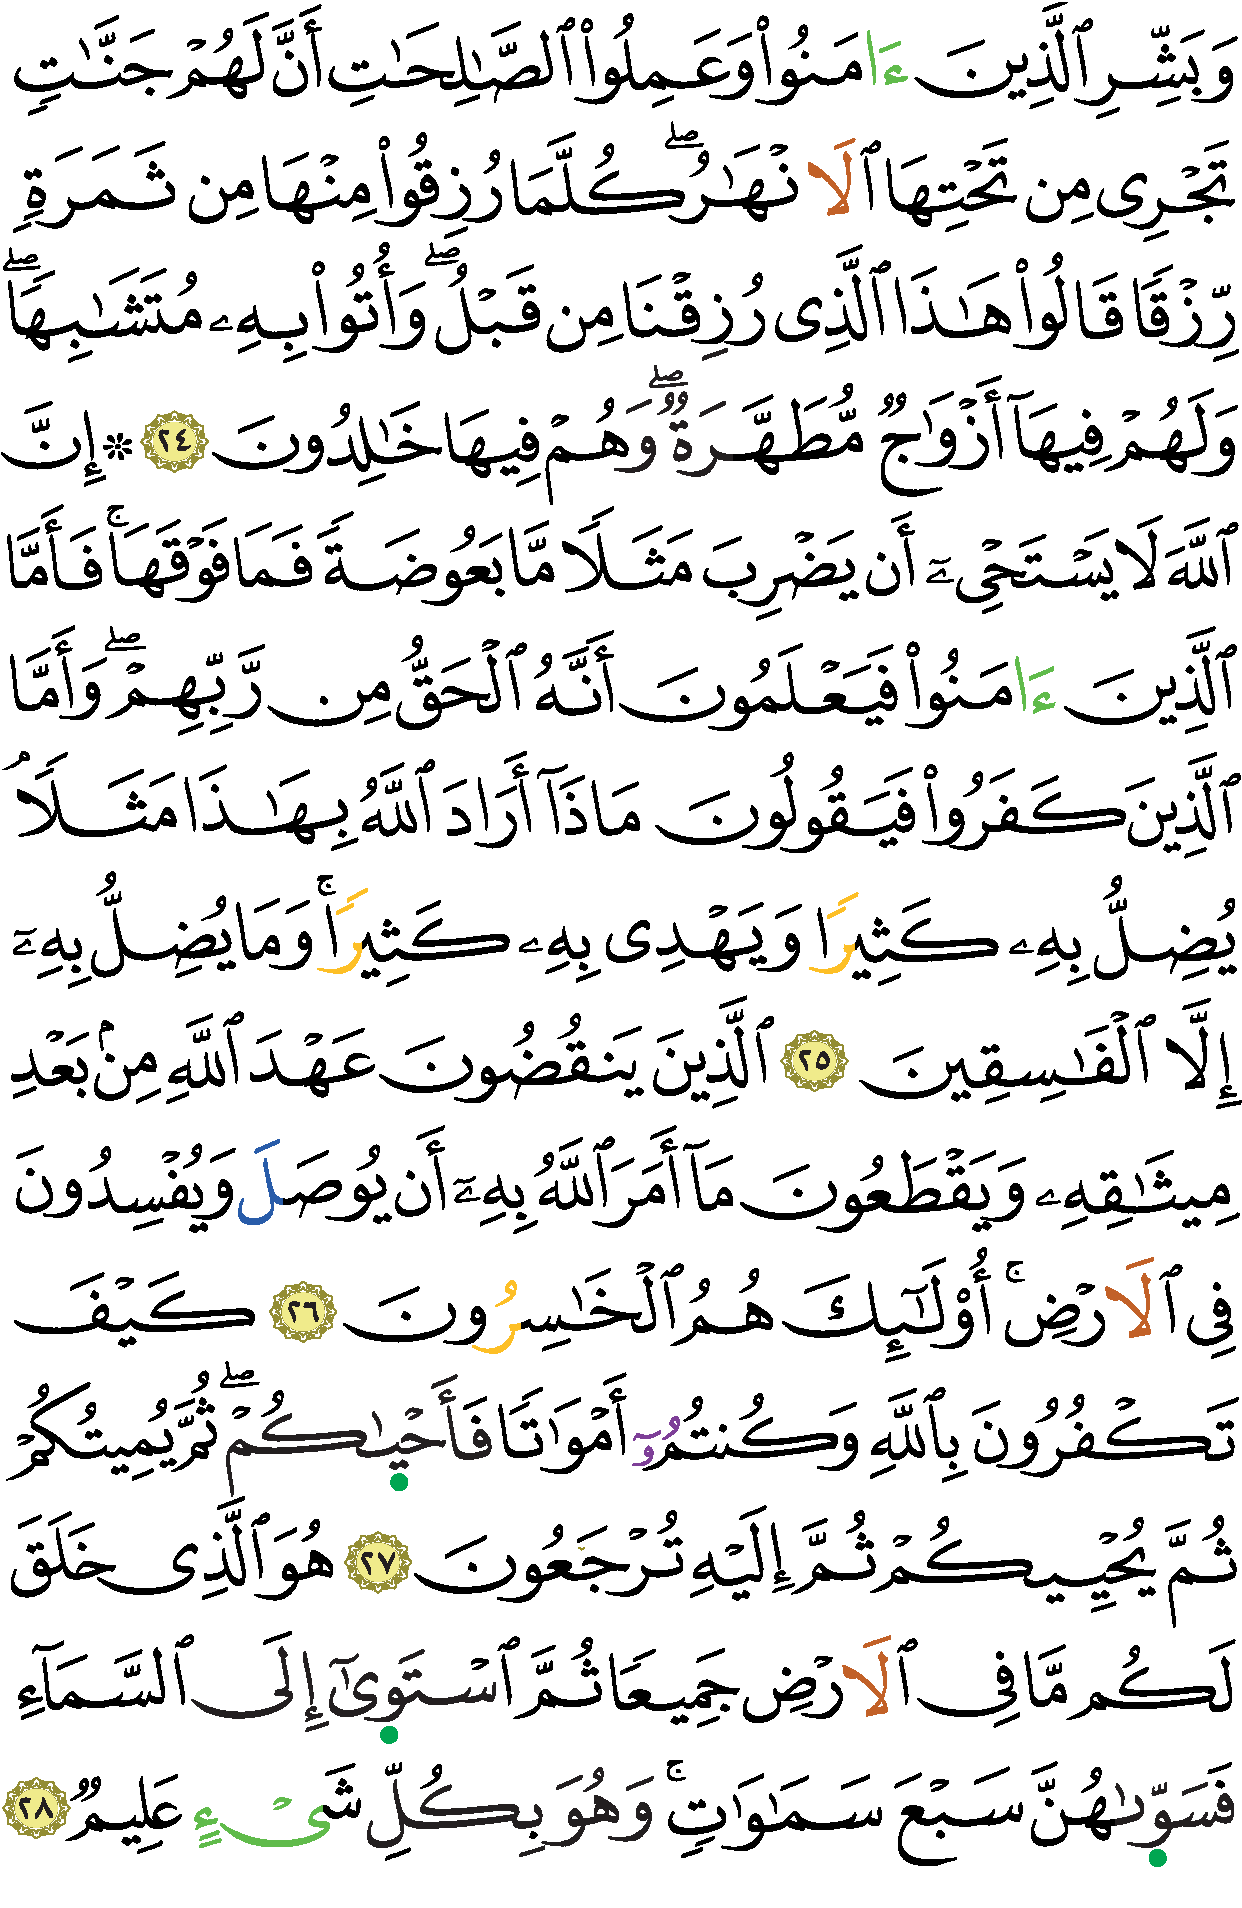 وَبَشِّرِ ٱلَّذِينَ ءَامَنُواْ وَعَمِلُواْ ٱلصَّٰلِحَٰتِ أَنَّ لَهُمْ جَنَّٰتٖ
تَجْرِي مِن تَحْتِهَا ٱلَانْهَٰرُۖ كُلَّمَا رُزِقُواْ مِنْهَا مِن ثَمَرَةٖ
رِّزْقٗا قَالُواْ هَٰذَا ٱلَّذِي رُزِقْنَا مِن قَبْلُۖ وَأُتُواْ بِهِۦ مُتَشَٰبِهٗاۖ
وَلَهُمْ فِيهَآ أَزْوَٰجٞ مُّطَهَّرَةٞۖ وَهُمْ فِيهَا خَٰلِدُونَ ٢٤ ۞ إِنَّ
ٱللَّهَ لَا يَسْتَحْيِۦٓ أَن يَضْرِبَ مَثَلٗا مَّا بَعُوضَةٗ فَمَا فَوْقَهَاۚ فَأَمَّا
ٱلَّذِينَ ءَامَنُواْ فَيَعْلَمُونَ أَنَّهُ ٱلْحَقُّ مِن رَّبِّهِمْۖ وَأَمَّا
ٱلَّذِينَ كَفَرُواْ فَيَقُولُونَ مَاذَآ أَرَادَ ٱللَّهُ بِهَٰذَا مَثَلٗاۘ
يُضِلُّ بِهِۦ كَثِيرٗا وَيَهْدِي بِهِۦ كَثِيرٗاۚ وَمَا يُضِلُّ بِهِۦٓ
إِلَّا ٱلْفَٰسِقِينَ ٢٥ ٱلَّذِينَ يَنقُضُونَ عَهْدَ ٱللَّهِ مِنۢ بَعْدِ
مِيثَٰقِهِۦ وَيَقْطَعُونَ مَآ أَمَرَ ٱللَّهُ بِهِۦٓ أَن يُوصَلَ وَيُفْسِدُونَ
فِي ٱلَارْضِۚ أُوْلَٰٓئِكَ هُمُ ٱلْخَٰسِرُونَ ٢٦ كَيْفَ
تَكْفُرُونَ بِٱللَّهِ وَكُنتُمُۥٓ أَمْوَٰتٗا فَأَحْيٰكُمْۖ ثُمَّ يُمِيتُكُمْ
ثُمَّ يُحْيِيكُمْ ثُمَّ إِلَيْهِ تُرْجَعُونَ ٢٧ هُوَ ٱلَّذِي خَلَقَ
لَكُم مَّا فِي ٱلَارْضِ جَمِيعٗا ثُمَّ ٱسْتَوٰىٓ إِلَى ٱلسَّمَآءِ
فَسَوّٰىٰهُنَّ سَبْعَ سَمَٰوَٰتٖۚ وَهُوَ بِكُلِّ شَيْءٍ عَلِيمٞ ٢٨